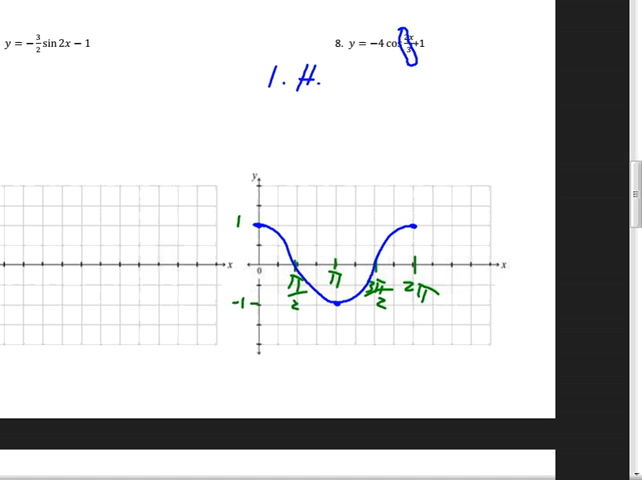 y = −3/2 sin 2x − 1
8. y = −4 cos 2x/3 +1
1. H.
y
1
x
0
x
π/2
π
3π/2
2π
-1